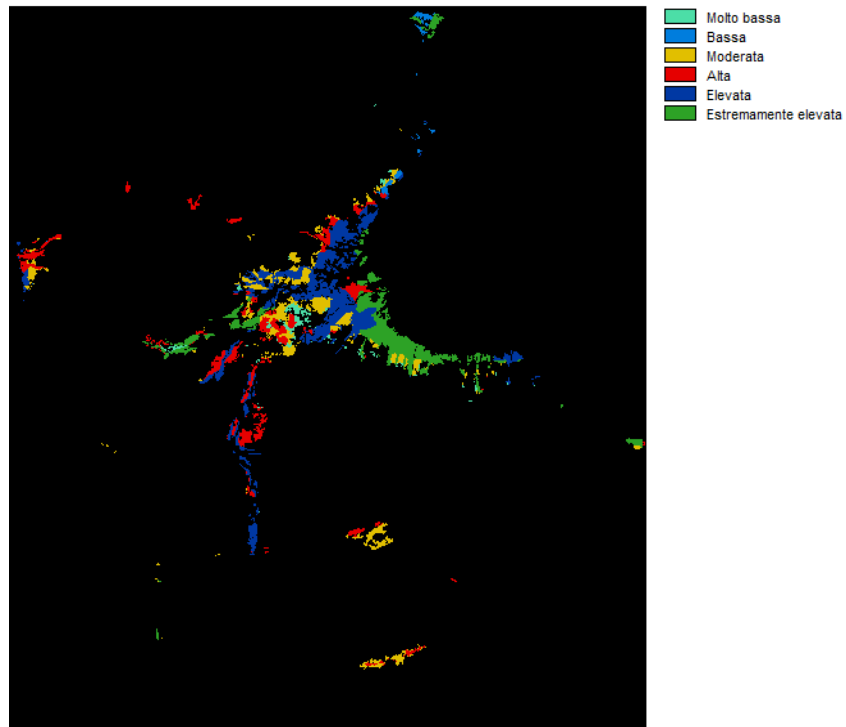 Molto bassa
Bassa
Moderata
Alta
Elevata
Estremamente elevata